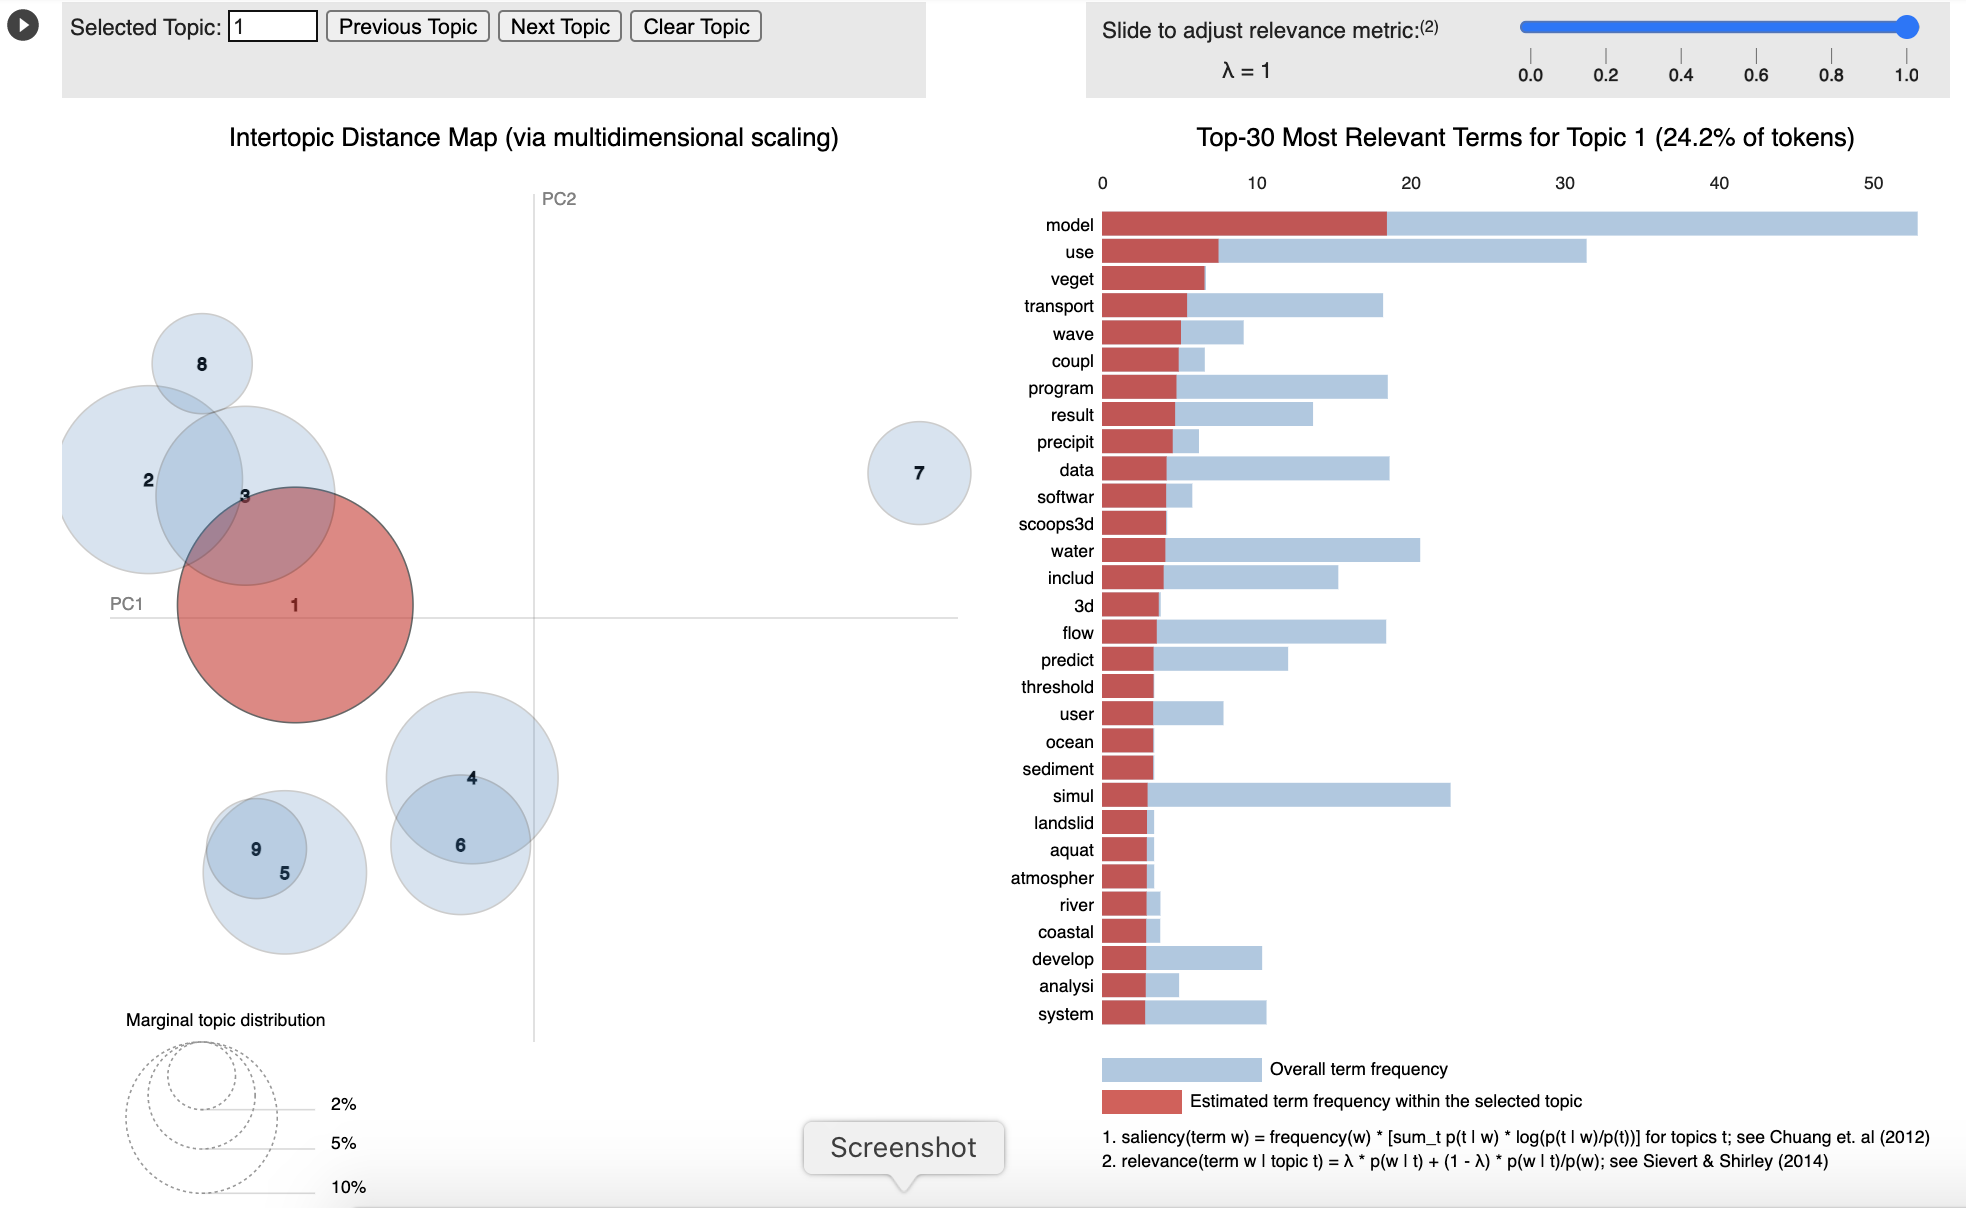 Selected Topic: 1 Previous Topic Next Topic Clear Topic
Slide to adjust relevance metric:(2)
λ = 1
0.0 0.2 0.4 0.6 0.8 1.0
Intertopic Distance Map (via multidimensional scaling)
PC2
8
2
3
7
PC1
1
4
6
9
5
Marginal topic distribution
2%
5%
10%
Top-30 Most Relevant Terms for Topic 1 (24.2% of tokens)
0 10 20 30 40 50
model
use
veget
transport
wave
coupl
program
result
precipit
data
softwar
scoops3d
water
includ
3d
flow
predict
threshold
user
ocean
sediment
simul
landslid
aquat
atmospher
river
coastal
develop
analysi
system
Overall term frequency
Estimated term frequency within the selected topic
1. saliency(term w) = frequency(w) * [sum_t p(t | w) * log(p(t | w)/p(t))] for topics t; see Chuang et. al (2012)
2. relevance(term w | topic t) = λ * p(w | t) + (1 - λ) * p(w | t)/p(w); see Sievert & Shirley (2014)
Screenshot